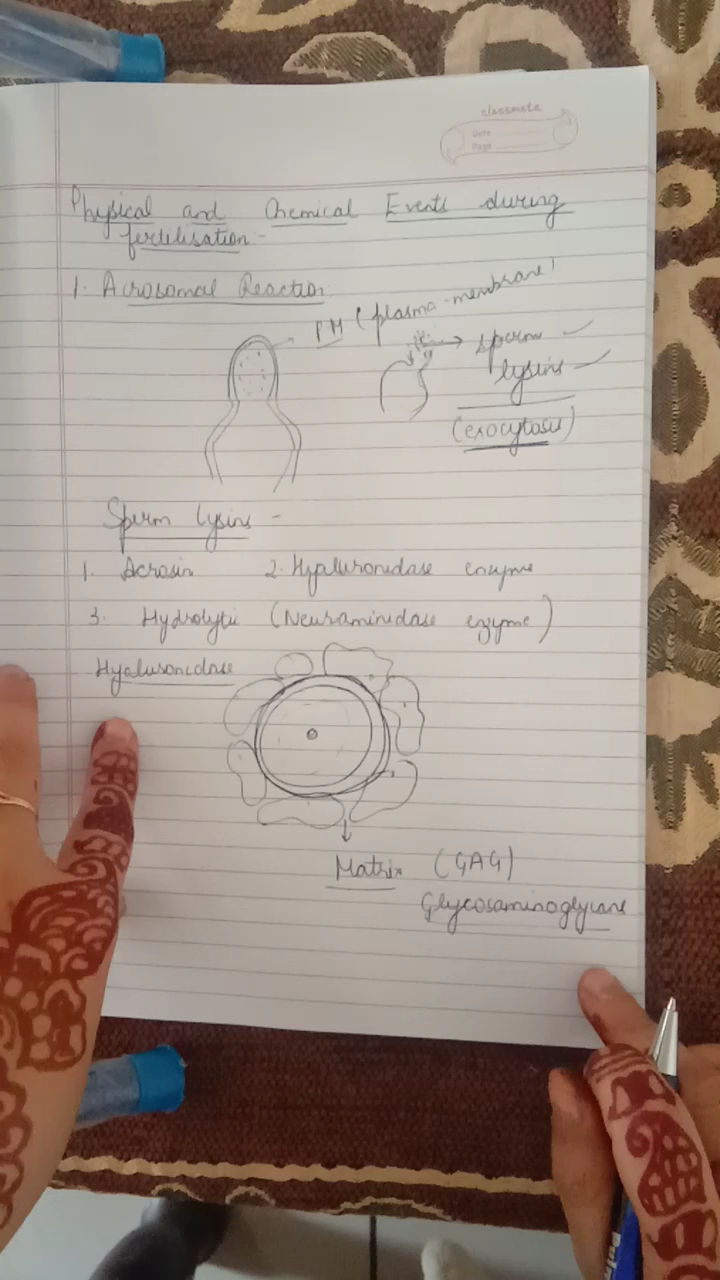 classmate
Date
Page
Physical and Chemical Events during
fertilisation -
1. Acrosomal Reaction
PM (plasma-membrane)
sperm
lysins
(exocytosis)
Sperm lysins -
1. Acrosin 2. Hyaluronidase enzyme
3. Hydrolytic (Neuraminidase enzyme)
Hyaluronidase
Matrix (GAG)
Glycosaminoglycans